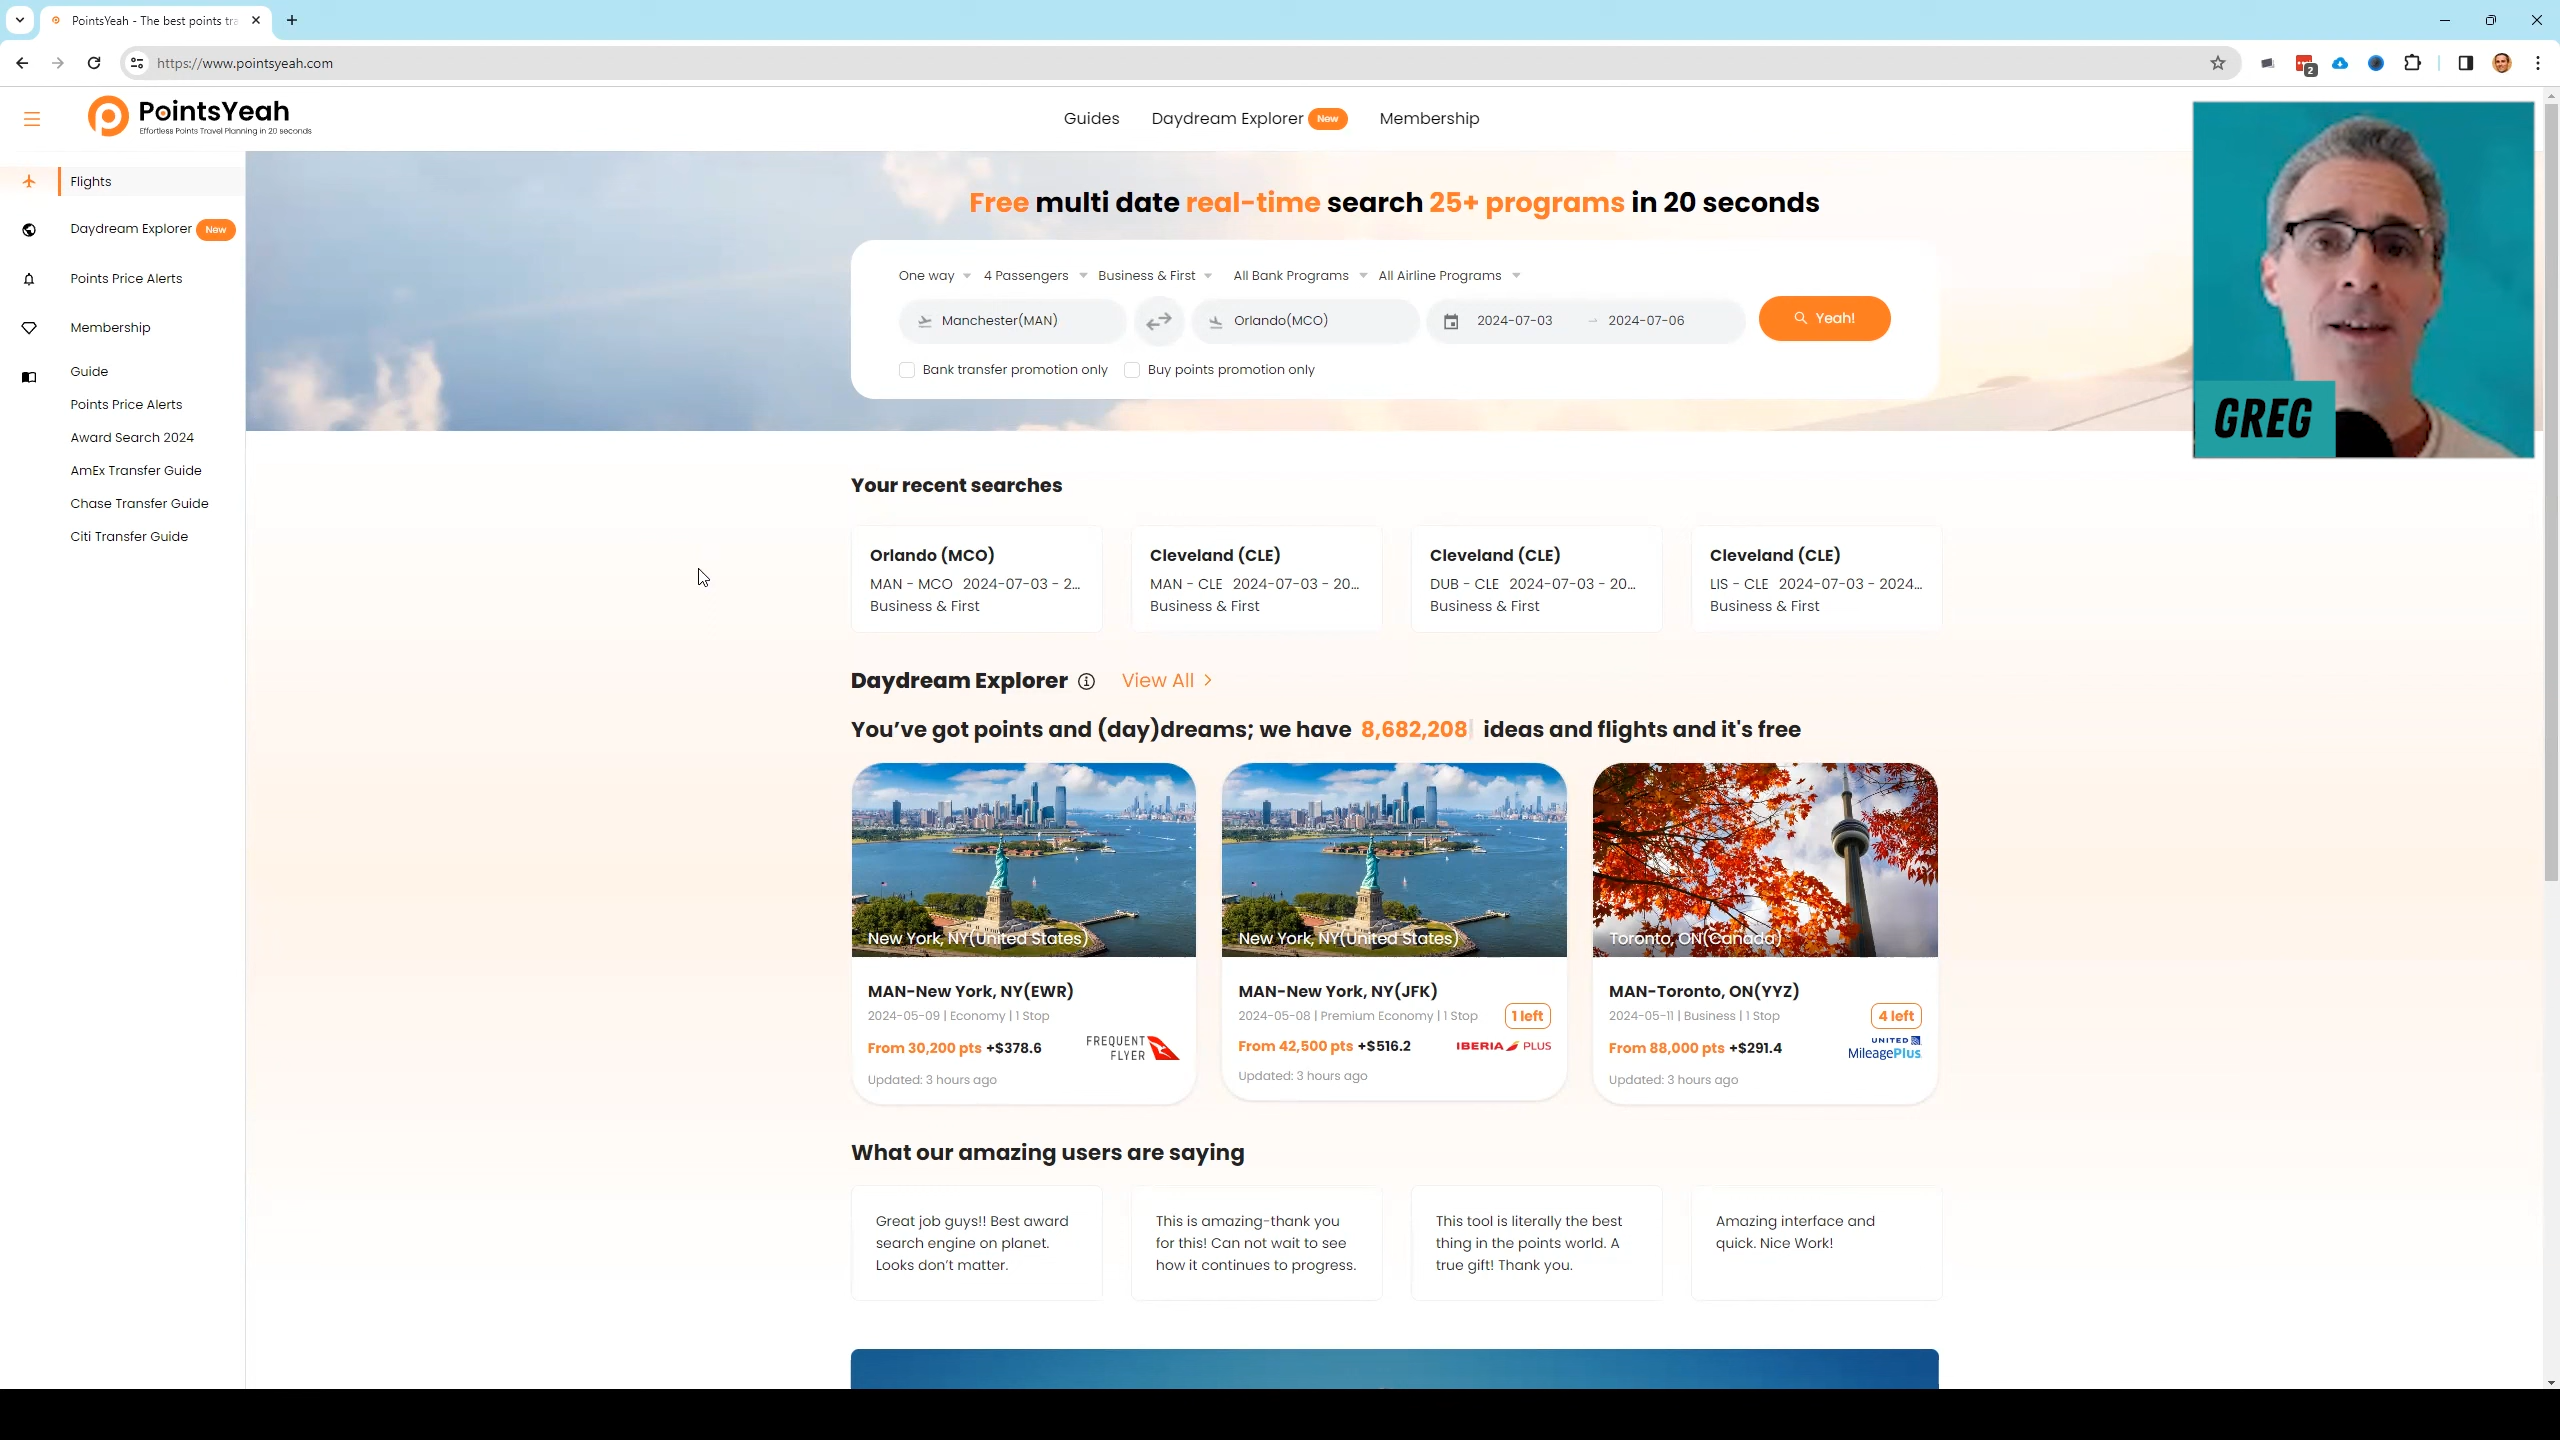 PointsYeah - The best points tra
https://www.pointsyeah.com
2
PointsYeah
Effortless Points Travel Planning in 20 seconds
Guides
Daydream Explorer New
Membership
Flights
Daydream Explorer New
Points Price Alerts
Membership
Guide
Points Price Alerts
Award Search 2024
AmEx Transfer Guide
Chase Transfer Guide
Citi Transfer Guide
Free multi date real-time search 25+ programs in 20 seconds
One way 4 Passengers Business & First All Bank Programs All Airline Programs
Manchester(MAN) Orlando(MCO) 2024-07-03 → 2024-07-06 Yeah!
Bank transfer promotion only Buy points promotion only
GREG
Your recent searches
Orlando (MCO)
MAN - MCO 2024-07-03 - 2...
Business & First
Cleveland (CLE)
MAN - CLE 2024-07-03 - 20...
Business & First
Cleveland (CLE)
DUB - CLE 2024-07-03 - 20...
Business & First
Cleveland (CLE)
LIS - CLE 2024-07-03 - 2024...
Business & First
Daydream Explorer View All >
You've got points and (day)dreams; we have 8,682,208 ideas and flights and it's free
New York, NY(United States)
MAN-New York, NY(EWR)
2024-05-09 | Economy | 1 Stop
From 30,200 pts +$378.6
FREQUENT
FLYER
Updated: 3 hours ago
New York, NY(United States)
MAN-New York, NY(JFK)
2024-05-08 | Premium Economy | 1 Stop
1 left
From 42,500 pts +$516.2
IBERIA PLUS
Updated: 3 hours ago
Toronto, ON(Canada)
MAN-Toronto, ON(YYZ)
2024-05-11 | Business | 1 Stop
4 left
From 88,000 pts +$291.4
UNITED
MileagePlus
Updated: 3 hours ago
What our amazing users are saying
Great job guys!! Best award
search engine on planet.
Looks don't matter.
This is amazing-thank you
for this! Can not wait to see
how it continues to progress.
This tool is literally the best
thing in the points world. A
true gift! Thank you.
Amazing interface and
quick. Nice Work!